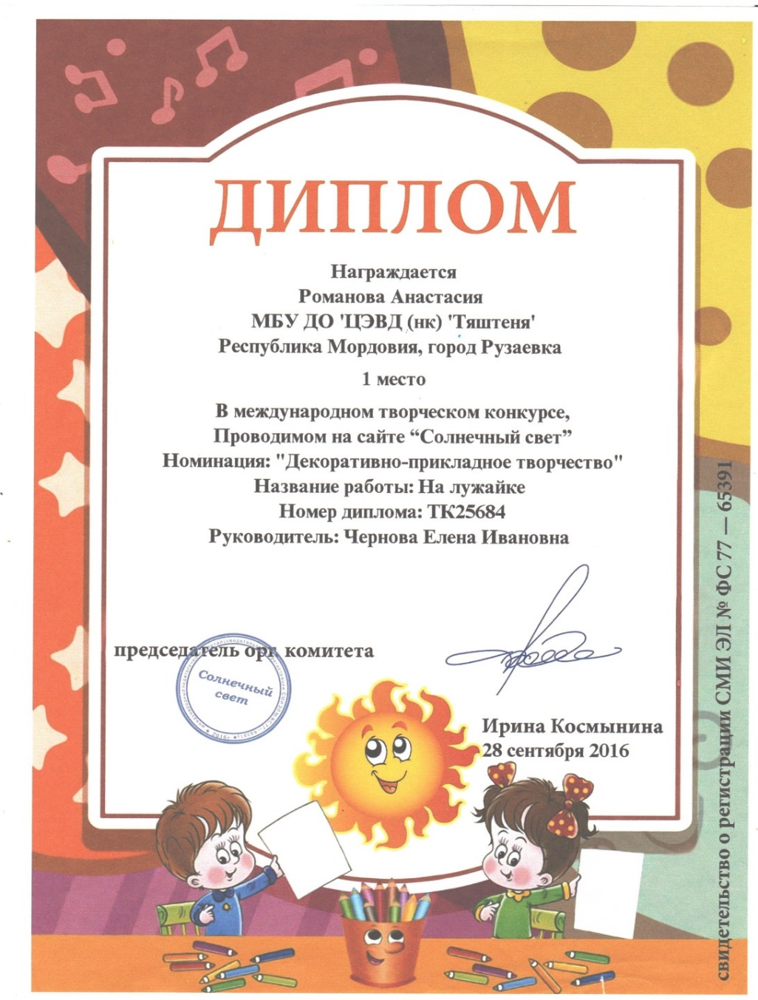 ДИПЛОМ
Награждается
Романова Анастасия
МБУ ДО 'ЦЭВД (нк) 'Тяштеня'
Республика Мордовия, город Рузаевка
1 место
В международном творческом конкурсе,
Проводимом на сайте “Солнечный свет”
Номинация: "Декоративно-прикладное творчество"
Название работы: На лужайке
Номер диплома: ТК25684
Руководитель: Чернова Елена Ивановна
председатель орг. комитета
Солнечный
свет
Ирина Космынина
28 сентября 2016
свидетельство о регистрации СМИ ЭЛ № ФС 77 — 65391